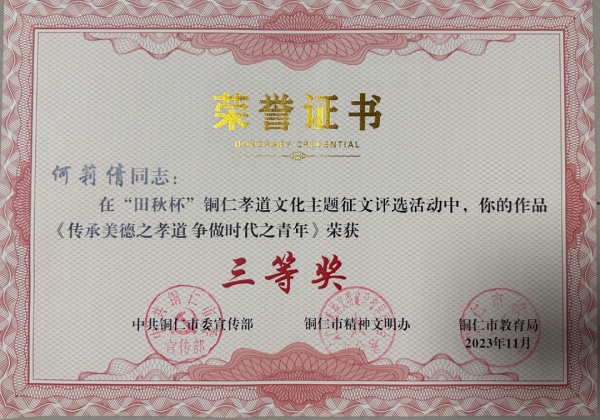 荣誉证书
HONORARY CREDENTIAL
何莉倩同志：
在“田秋杯”铜仁孝道文化主题征文评选活动中，你的作品
《传承美德之孝道 争做时代之青年》荣获
三等奖
中共铜仁市委宣传部 铜仁市精神文明办 铜仁市教育局
2023年11月